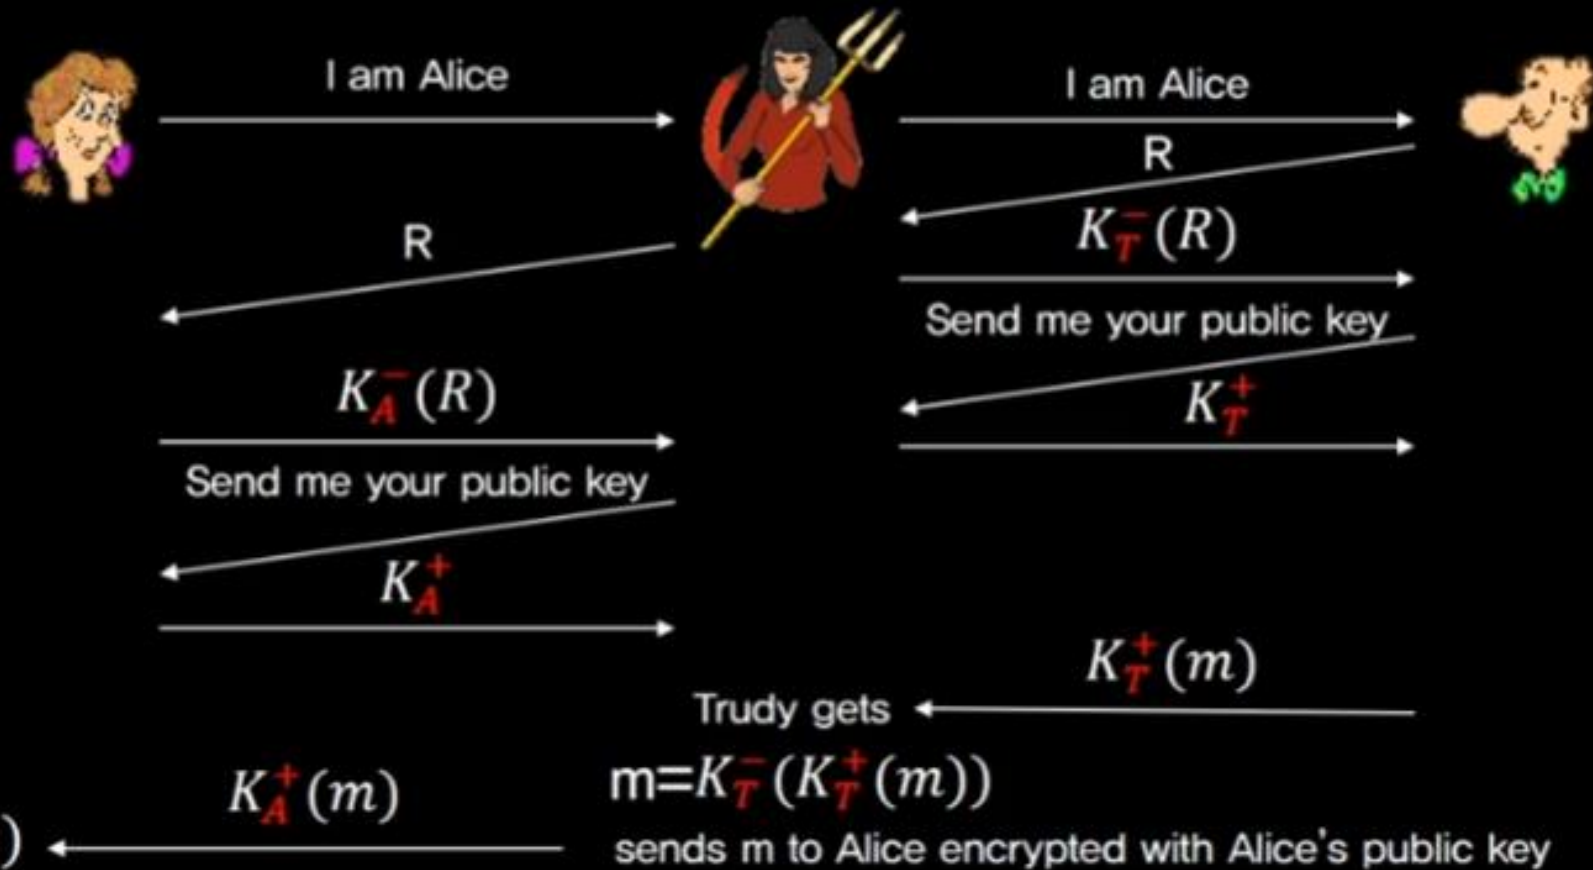 I am Alice
I am Alice
R
K_T^-(R)
R
Send me your public key
K_A^-(R)
K_T^+
Send me your public key
K_A^+
K_T^+(m)
Trudy gets
m=K_T^-(K_T^+(m))
K_A^+(m)
)
sends m to Alice encrypted with Alice's public key